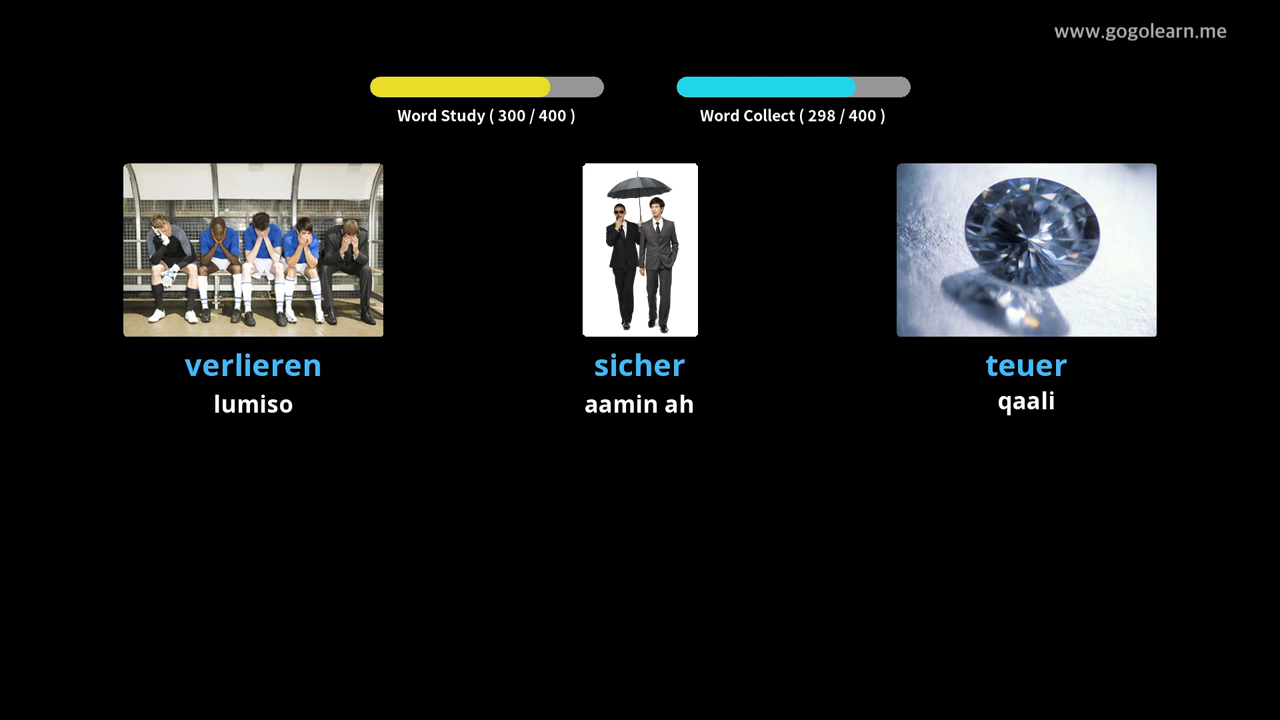 www.gogolearn.me
Word Study ( 300 / 400 )
Word Collect ( 298 / 400 )
verlieren
lumiso
sicher
aamin ah
teuer
qaali